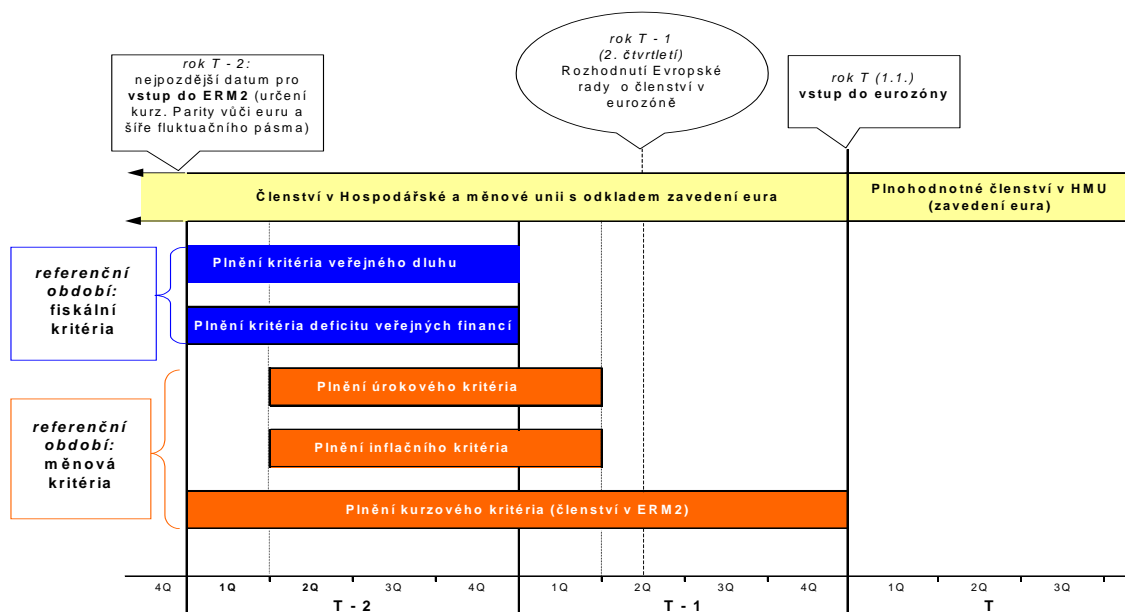 rok T - 2:
nejpozdější datum pro
vstup do ERM2 (určení
kurz. Parity vůči euru a
šíře fluktuačního pásma)
rok T - 1
(2. čtvrtletí)
Rozhodnutí Evropské
rady o členství v
eurozóně
rok T (1.1.)
vstup do eurozóny
Členství v Hospodářské a měnové unii s odkladem zavedení eura
Plnohodnotné členství v HMU
(zavedení eura)
referenční
období:
fiskální
kritéria
Plnění kritéria veřejného dluhu
Plnění kritéria deficitu veřejných financí
referenční
období:
měnová
kritéria
Plnění úrokového kritéria
Plnění inflačního kritéria
Plnění kurzového kritéria (členství v ERM2)
4Q 1Q 2Q 3Q 4Q 1Q 2Q 3Q 4Q 1Q 2Q 3Q
T - 2 T - 1 T